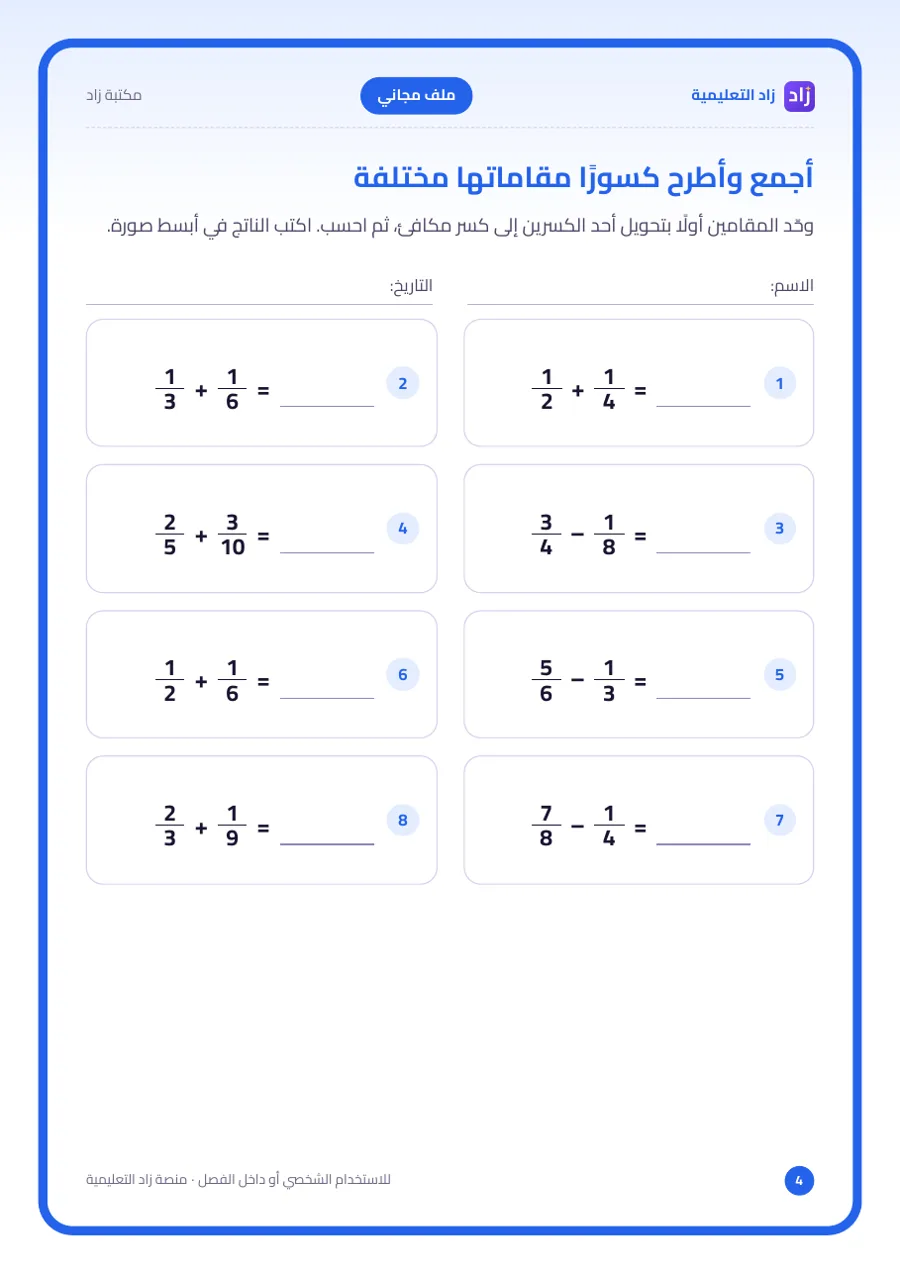 زاد زاد التعليمية
ملف مجاني
مكتبة زاد
أجمع وأطرح كسورًا مقاماتها مختلفة
وحّد المقامين أولًا بتحويل أحد الكسرين إلى كسر مكافئ، ثم احسب. اكتب الناتج في أبسط صورة.
الاسم:
التاريخ:
1 1/2 + 1/4 =
2 1/3 + 1/6 =
3 3/4 − 1/8 =
4 2/5 + 3/10 =
5 5/6 − 1/3 =
6 1/2 + 1/6 =
7 7/8 − 1/4 =
8 2/3 + 1/9 =
4
للاستخدام الشخصي أو داخل الفصل · منصة زاد التعليمية